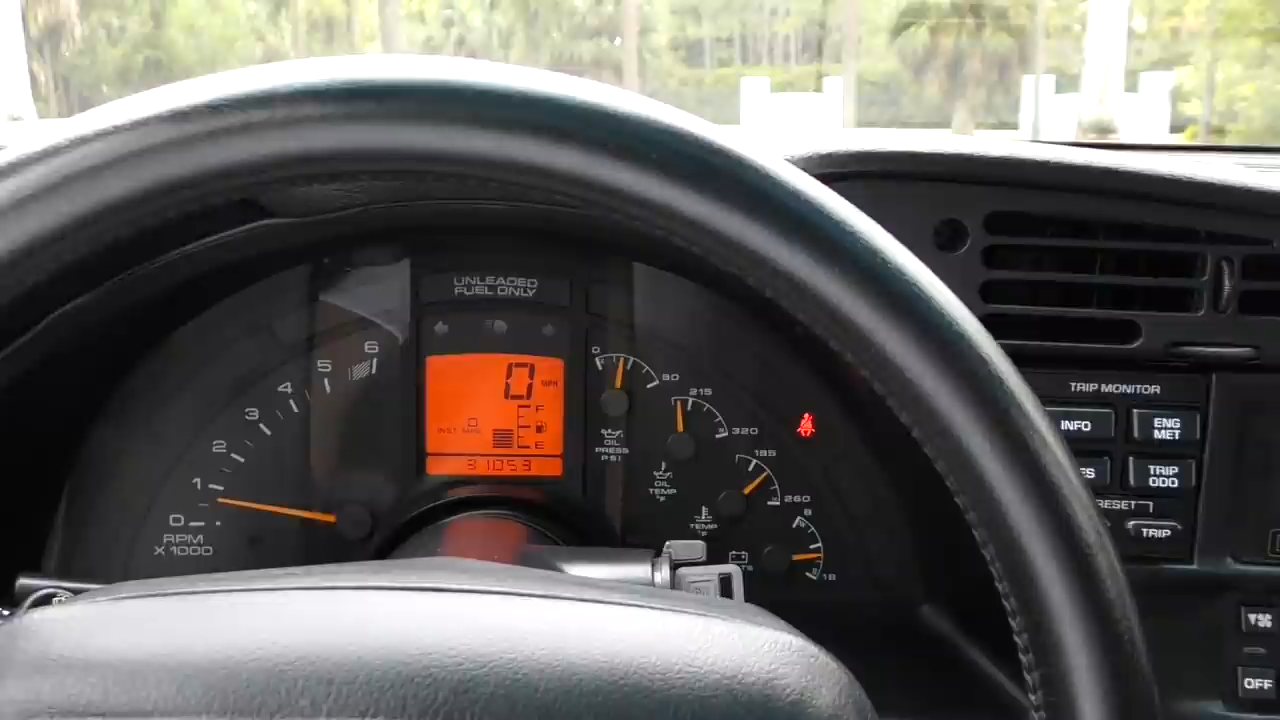 UNLEADED
FUEL ONLY
6
5
4
3
2
1
0
RPM
X 1000
0 MPH
0
INST MPG
F
E
31053
0
80
OIL
PRESS
PSI
215
320
OIL
TEMP
°F
185
260
TEMP
°F
8
18
TRIP MONITOR
INFO
ENG
MET
TRIP
ODO
RESET
TRIP
OFF